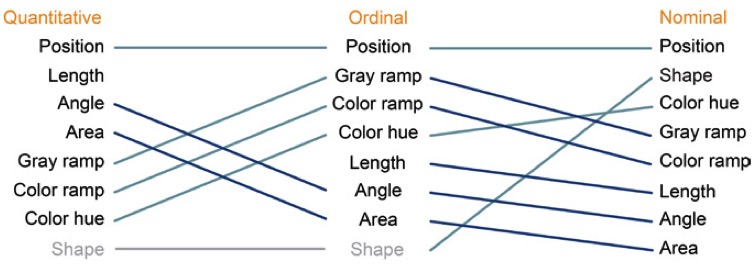 Quantitative
Position
Length
Angle
Area
Gray ramp
Color ramp
Color hue
Shape
Ordinal
Position
Gray ramp
Color ramp
Color hue
Length
Angle
Area
Shape
Nominal
Position
Shape
Color hue
Gray ramp
Color ramp
Length
Angle
Area